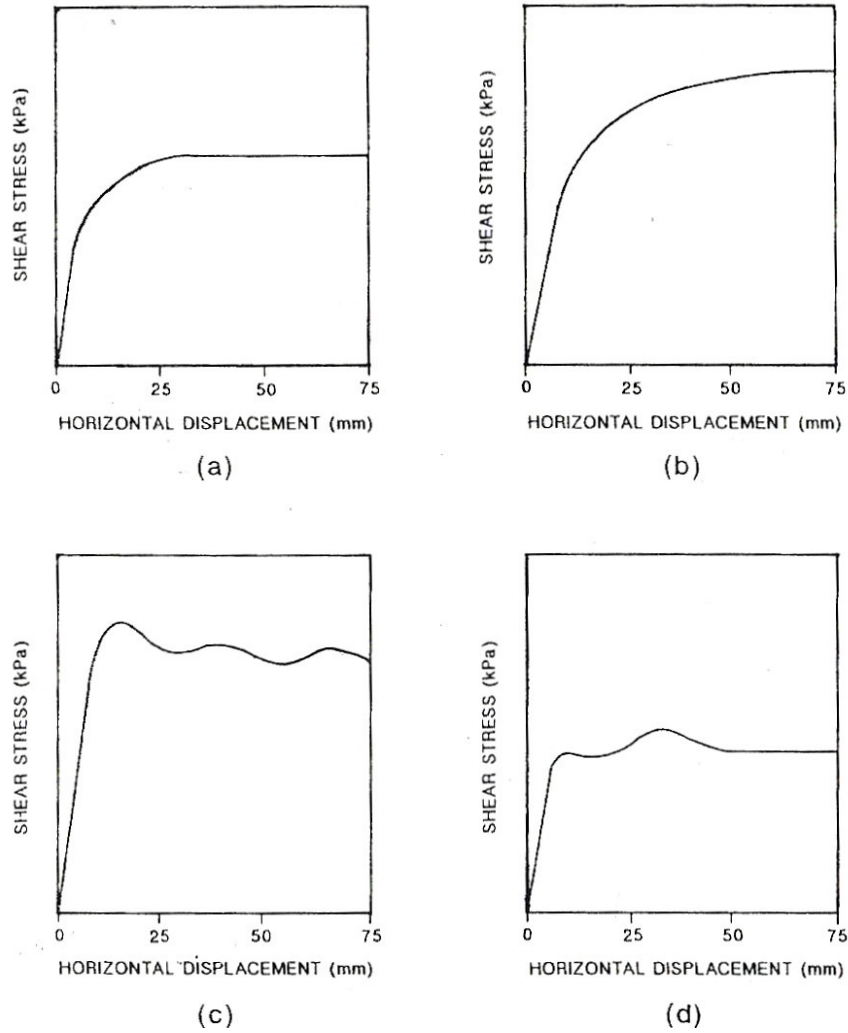 SHEAR STRESS (kPa)
0 25 50 75
HORIZONTAL DISPLACEMENT (mm)
(a)
SHEAR STRESS (kPa)
0 25 50 75
HORIZONTAL DISPLACEMENT (mm)
(b)
SHEAR STRESS (kPa)
0 25 50 75
HORIZONTAL DISPLACEMENT (mm)
(c)
SHEAR STRESS (kPa)
0 25 50 75
HORIZONTAL DISPLACEMENT (mm)
(d)